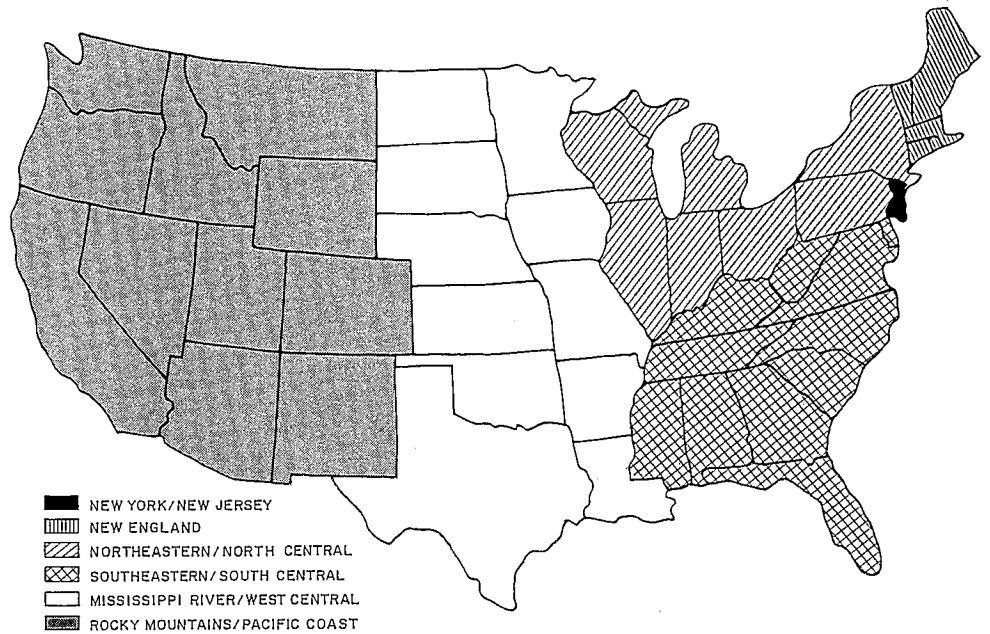 NEW YORK/NEW JERSEY
NEW ENGLAND
NORTHEASTERN/NORTH CENTRAL
SOUTHEASTERN/SOUTH CENTRAL
MISSISSIPPI RIVER/WEST CENTRAL
ROCKY MOUNTAINS/PACIFIC COAST